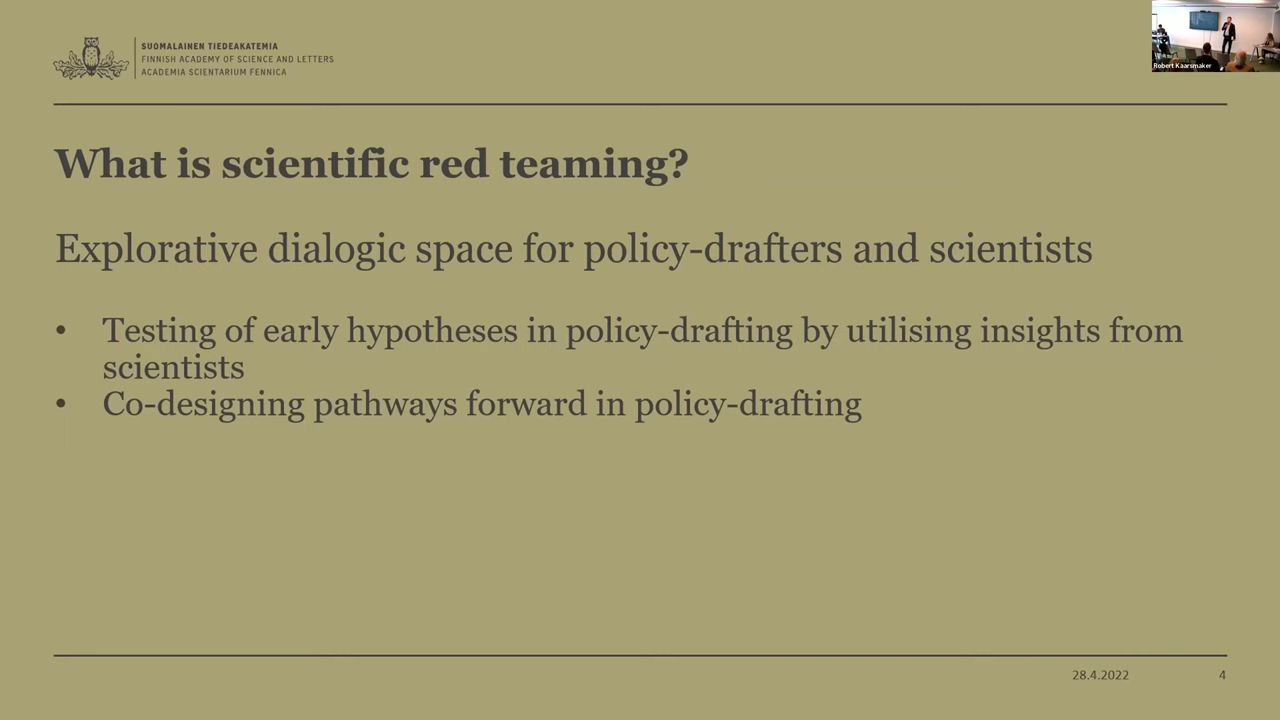 SUOMALAINEN TIEDEAKATEMIA
FINNISH ACADEMY OF SCIENCE AND LETTERS
ACADEMIA SCIENTIARUM FENNICA
Robert Kaarsmaker
What is scientific red teaming?
Explorative dialogic space for policy-drafters and scientists
• Testing of early hypotheses in policy-drafting by utilising insights from
scientists
• Co-designing pathways forward in policy-drafting
28.4.2022
4